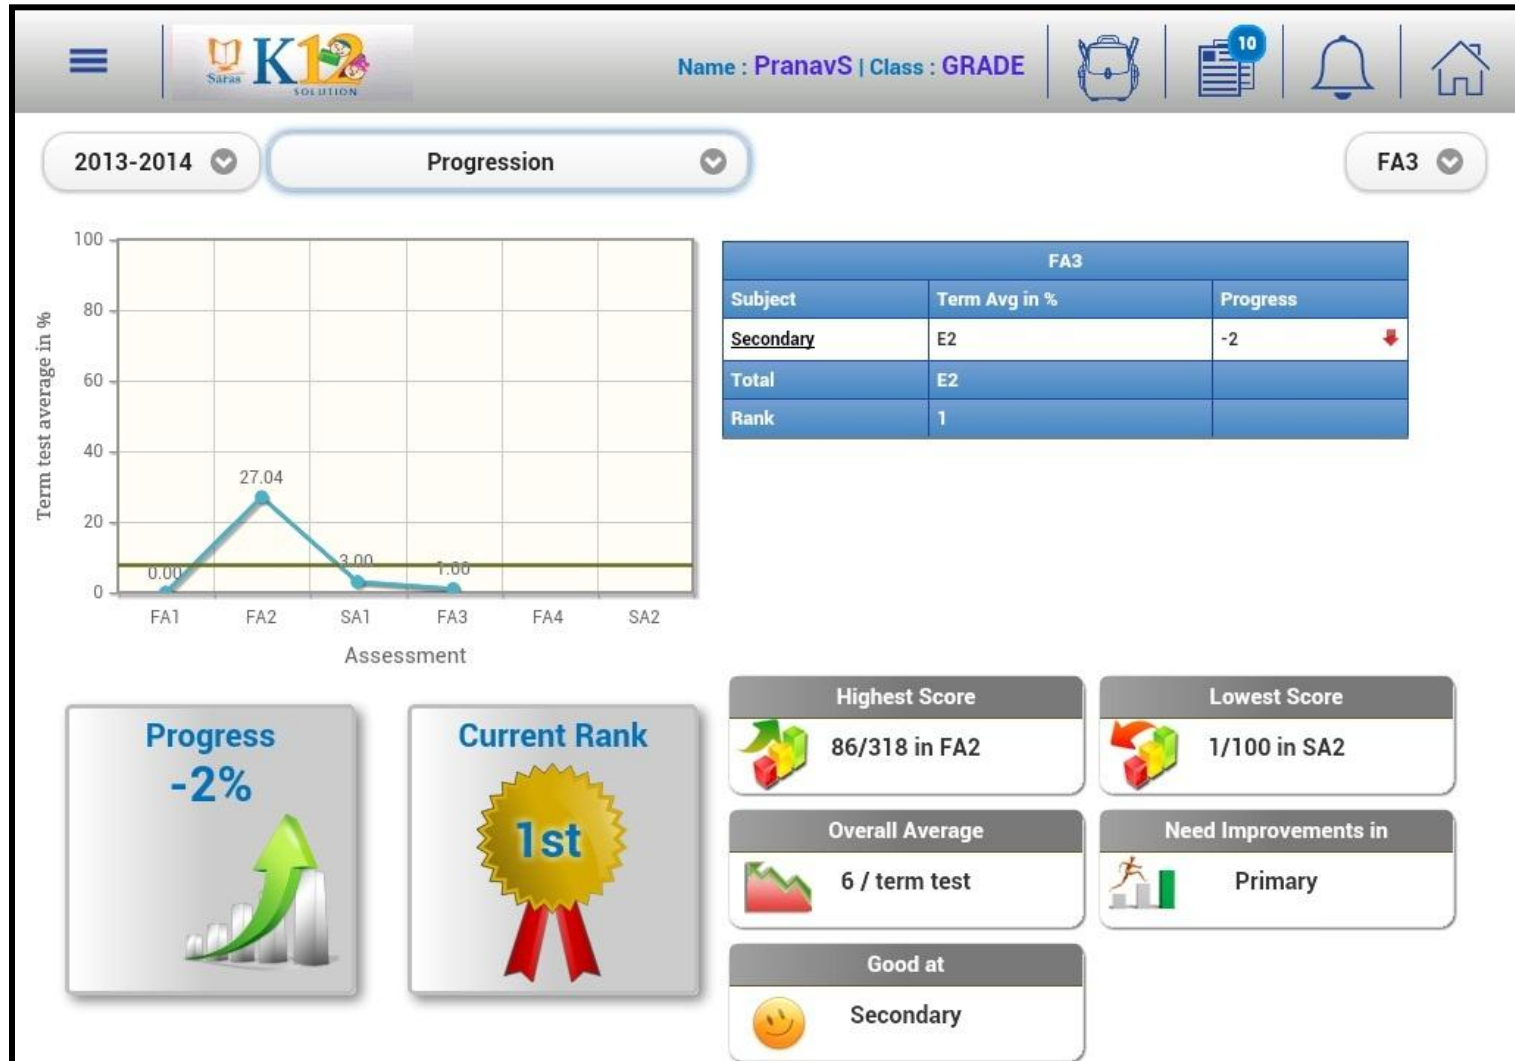 Saras K12
SOLUTION
Name : PranavS | Class : GRADE
10
2013-2014
Progression
FA3
100
80
60
40
20
0
Term test average in %
0.00
27.04
3.00
1.00
FA1 FA2 SA1 FA3 FA4 SA2
Assessment
FA3
Subject Term Avg in % Progress
Secondary E2 -2
Total E2
Rank 1
Progress
-2%
Current Rank
1st
Highest Score
86/318 in FA2
Lowest Score
1/100 in SA2
Overall Average
6 / term test
Need Improvements in
Primary
Good at
Secondary